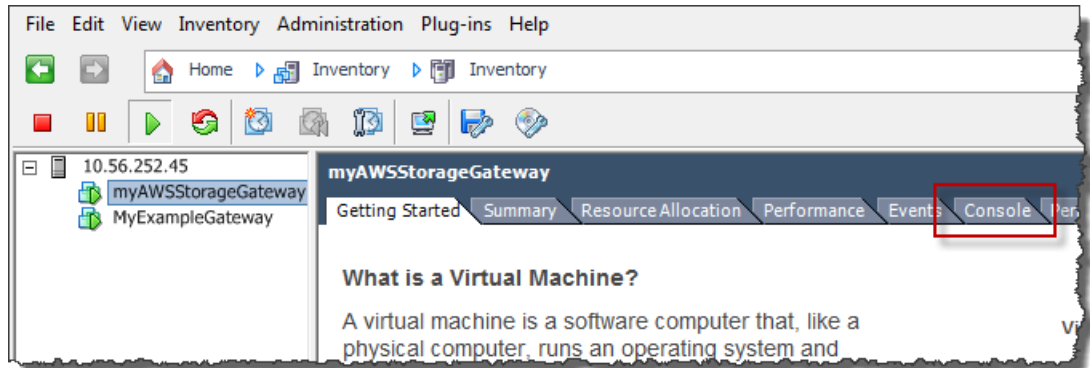 File Edit View Inventory Administration Plug-ins Help
Home Inventory Inventory
10.56.252.45
myAWSStorageGateway
MyExampleGateway
myAWSStorageGateway
Getting Started Summary Resource Allocation Performance Events Console
What is a Virtual Machine?
A virtual machine is a software computer that, like a
physical computer, runs an operating system and